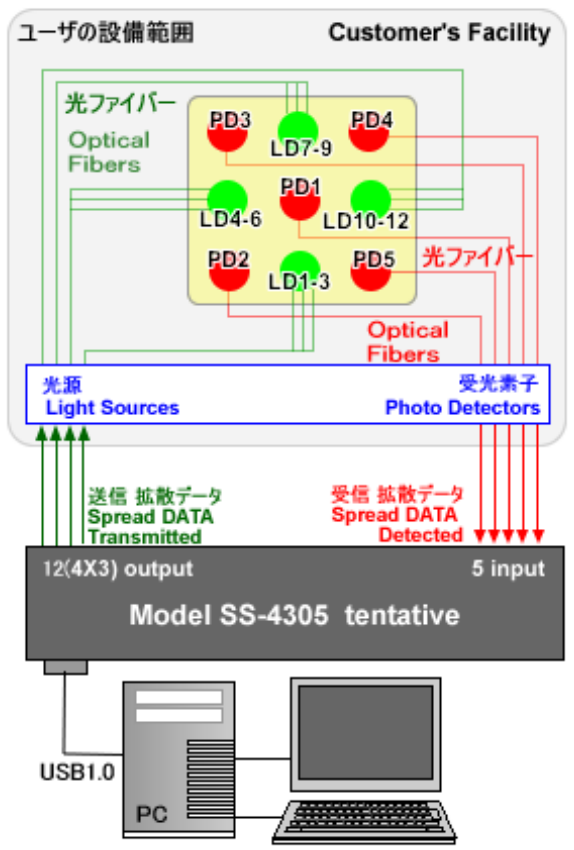 ユーザの設備範囲
Customer's Facility
光ファイバー
Optical
Fibers
PD3
PD4
LD7-9
PD1
LD4-6
LD10-12
PD2
PD5
LD1-3
光ファイバー
Optical
Fibers
光源
Light Sources
受光素子
Photo Detectors
送信 拡散データ
Spread DATA
Transmitted
受信 拡散データ
Spread DATA
Detected
12(4X3) output
5 input
Model SS-4305 tentative
USB1.0
PC